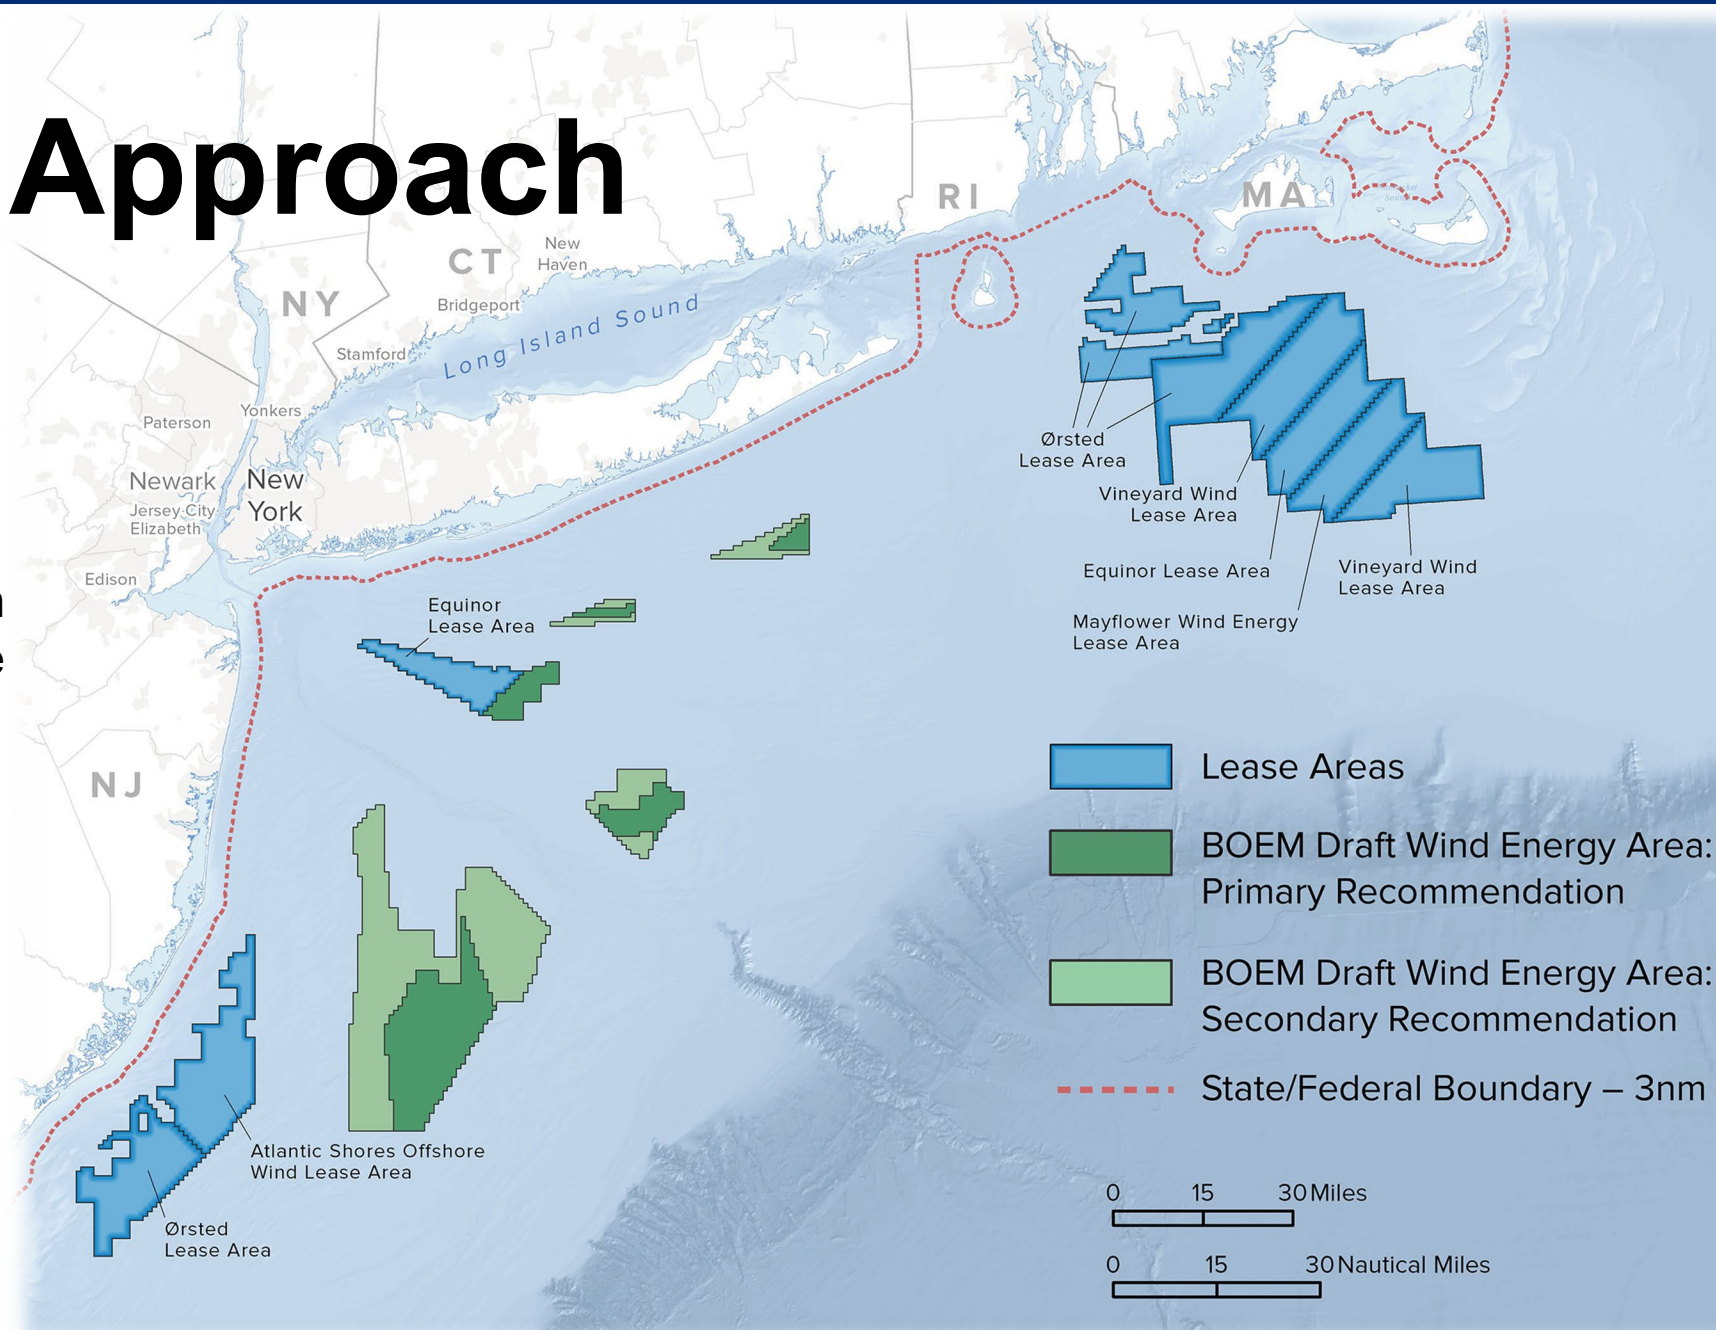 Approach
RI
MA
CT
New
Haven
NY
Bridgeport
Long Island Sound
Stamford
Yonkers
Paterson
Newark
New
York
Jersey City
Elizabeth
Edison
NJ
Ørsted
Lease Area
Vineyard Wind
Lease Area
Equinor Lease Area
Mayflower Wind Energy
Lease Area
Vineyard Wind
Lease Area
Equinor
Lease Area
Atlantic Shores Offshore
Wind Lease Area
Ørsted
Lease Area
Lease Areas
BOEM Draft Wind Energy Area:
Primary Recommendation
BOEM Draft Wind Energy Area:
Secondary Recommendation
State/Federal Boundary – 3nm
0 15 30 Miles
0 15 30 Nautical Miles